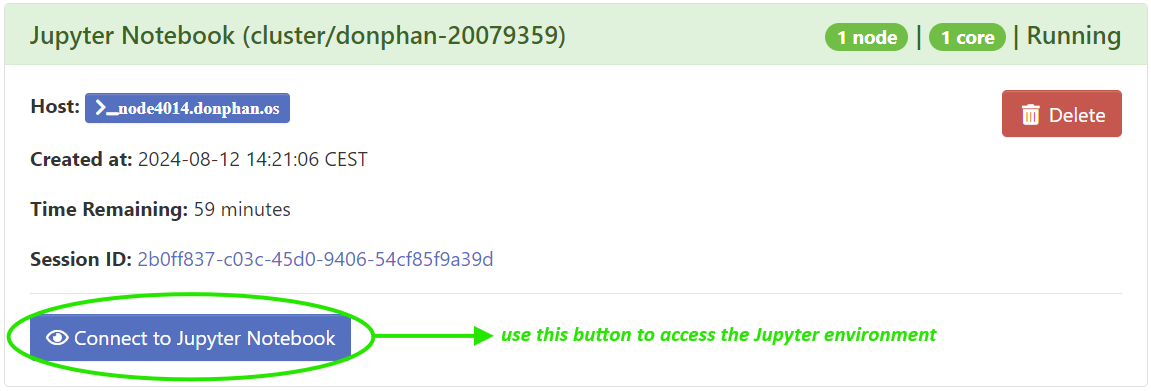 Jupyter Notebook (cluster/donphan-20079359) 1 node | 1 core | Running
Host: >_node4014.donphan.os
Delete
Created at: 2024-08-12 14:21:06 CEST
Time Remaining: 59 minutes
Session ID: 2b0ff837-c03c-45d0-9406-54cf85f9a39d
Connect to Jupyter Notebook
use this button to access the Jupyter environment